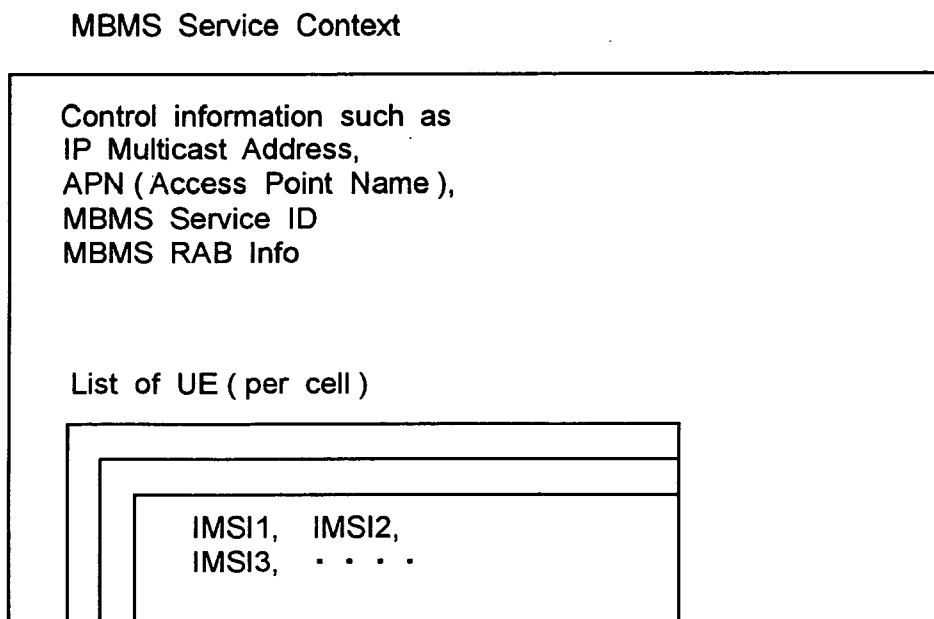 MBMS Service Context
Control information such as
IP Multicast Address,
APN ( Access Point Name ),
MBMS Service ID
MBMS RAB Info
List of UE ( per cell )
IMSI1, IMSI2,
IMSI3, ・・・・